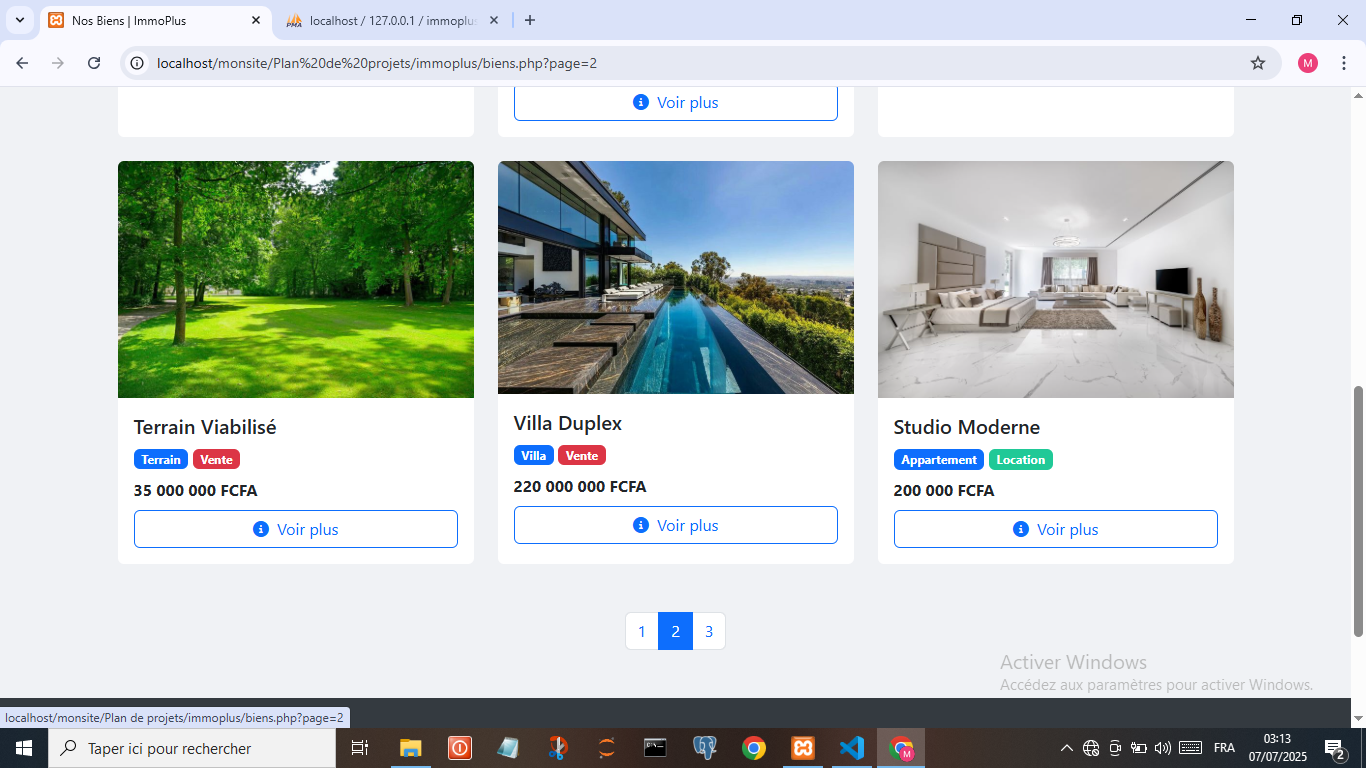 Nos Biens | ImmoPlus
localhost / 127.0.0.1 / immoplus
localhost/monsite/Plan%20de%20projets/immoplus/biens.php?page=2
M
Voir plus
Terrain Viabilisé
Terrain Vente
35 000 000 FCFA
Voir plus
Villa Duplex
Villa Vente
220 000 000 FCFA
Voir plus
Studio Moderne
Appartement Location
200 000 FCFA
Voir plus
1 2 3
Activer Windows
Accédez aux paramètres pour activer Windows.
localhost/monsite/Plan de projets/immoplus/biens.php?page=2
Taper ici pour rechercher
M
FRA
03:13
07/07/2025
2